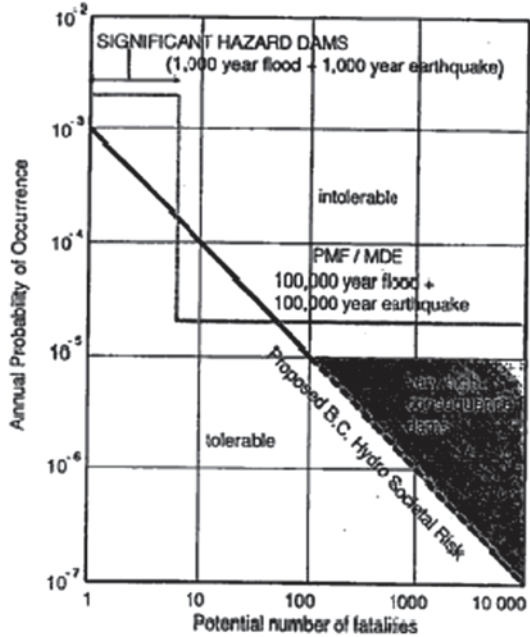 10⁻²
SIGNIFICANT HAZARD DAMS
(1,000 year flood + 1,000 year earthquake)
10⁻³
intolerable
10⁻⁴
PMF / MDE
100,000 year flood +
100,000 year earthquake
10⁻⁵
consequence
dams
Proposed B.C. Hydro Societal Risk
tolerable
10⁻⁶
10⁻⁷
1
10
100
1000
10 000
Annual Probability of Occurrence
Potential number of fatalities